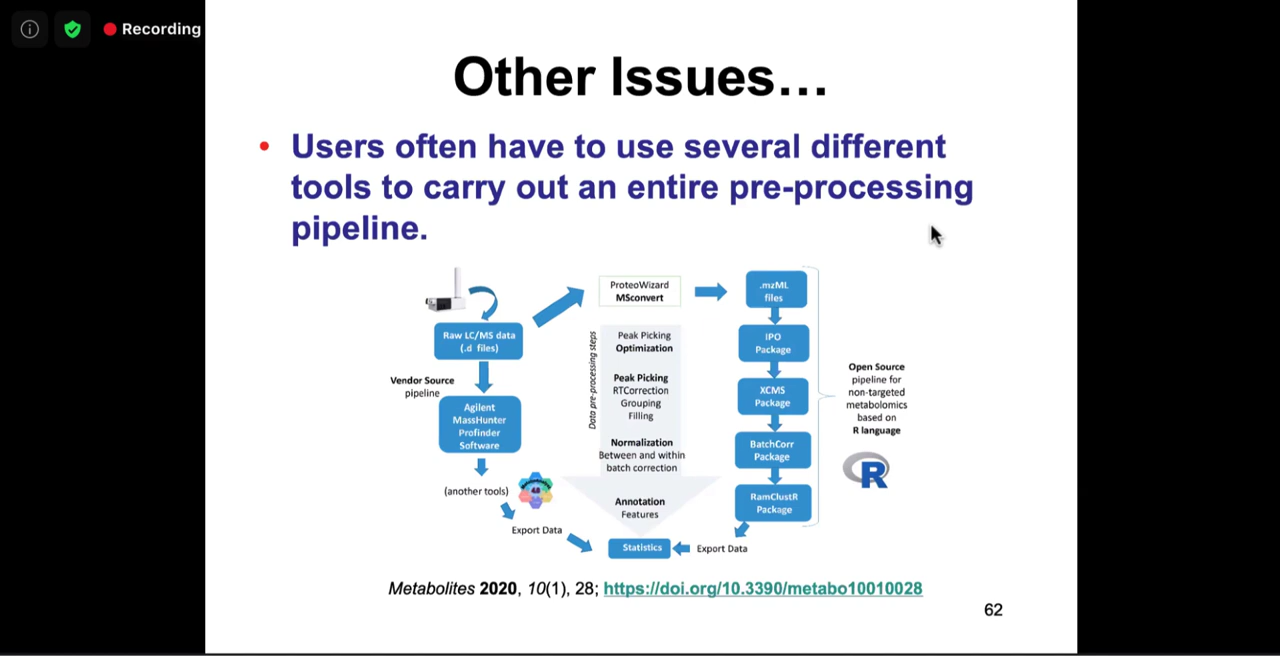 Recording
Other Issues...
• Users often have to use several different
tools to carry out an entire pre-processing
pipeline.
Raw LC/MS data
(.d files)
Vendor Source
pipeline
Agilent
MassHunter
Profinder
Software
(another tools)
Export Data
ProteoWizard
MSconvert
Data pre-processing steps
Peak Picking
Optimization
Peak Picking
RTCorrection
Grouping
Filling
Normalization
Between and within
batch correction
Annotation
Features
Statistics
.mzML
files
IPO
Package
XCMS
Package
BatchCorr
Package
RamClustR
Package
Export Data
Open Source
pipeline for
non-targeted
metabolomics
based on
R language
R
Metabolites 2020, 10(1), 28; https://doi.org/10.3390/metabo10010028
62